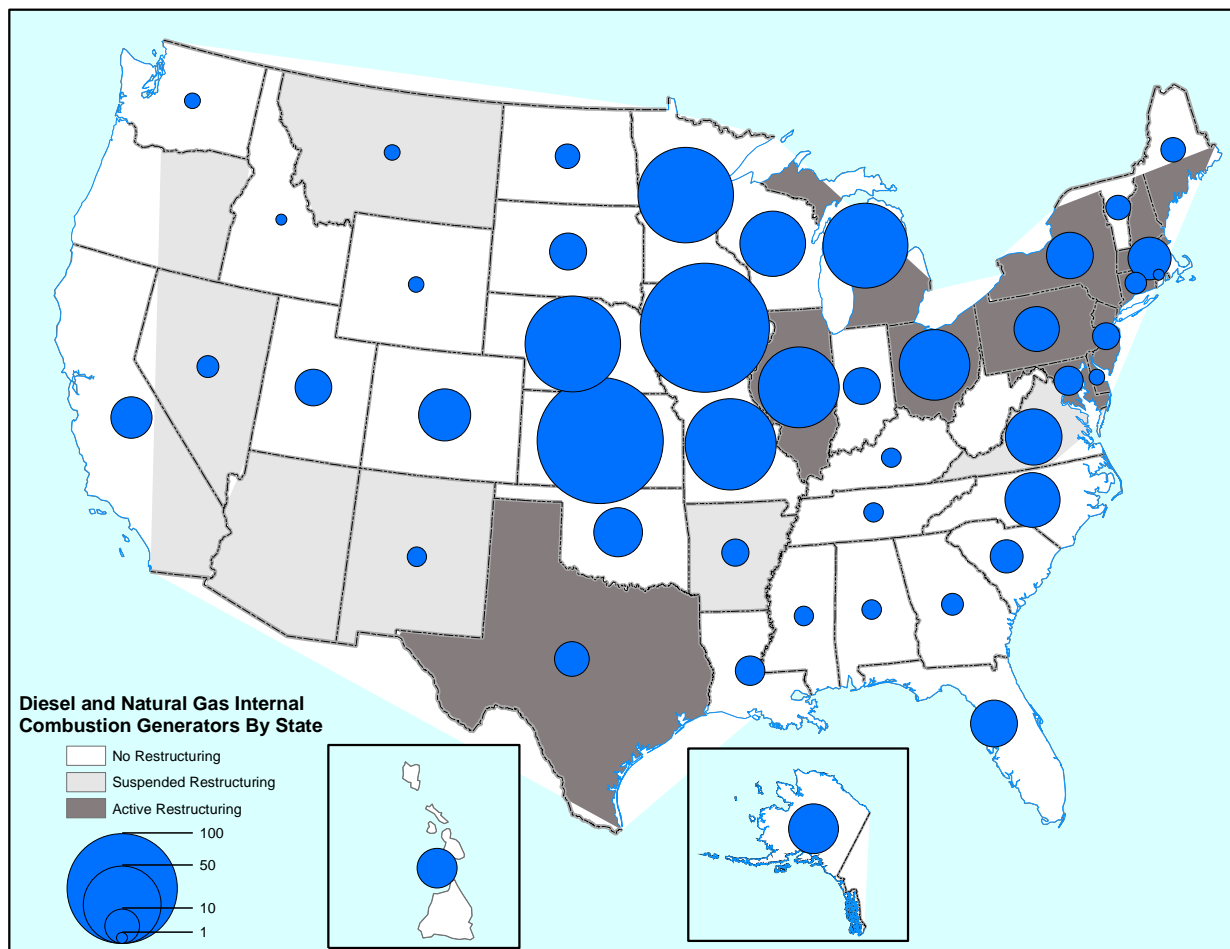 Diesel and Natural Gas Internal
Combustion Generators By State
No Restructuring
Suspended Restructuring
Active Restructuring
100
50
10
1